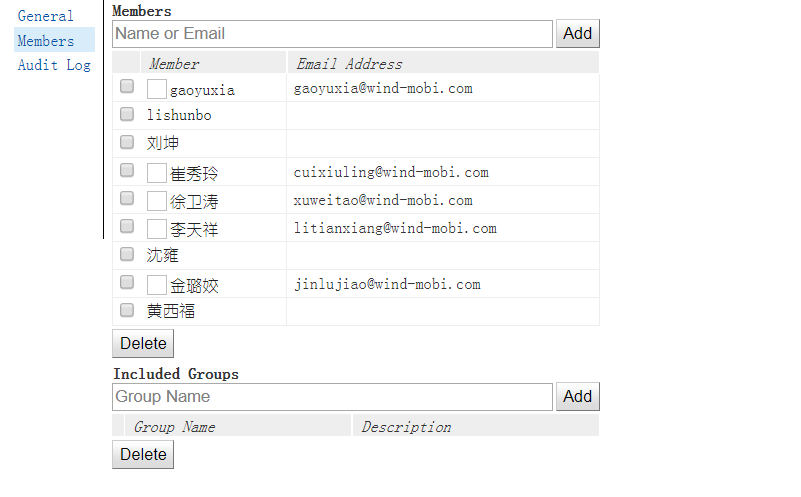 General
Members
Audit Log
Members
Name or Email Add
Member Email Address
gaoyuxia gaoyuxia@wind-mobi.com
lishunbo
刘坤
崔秀玲 cuixiuling@wind-mobi.com
徐卫涛 xuweitao@wind-mobi.com
李天祥 litianxiang@wind-mobi.com
沈雍
金璐姣 jinlujiao@wind-mobi.com
黄西福
Delete
Included Groups
Group Name Add
Group Name Description
Delete